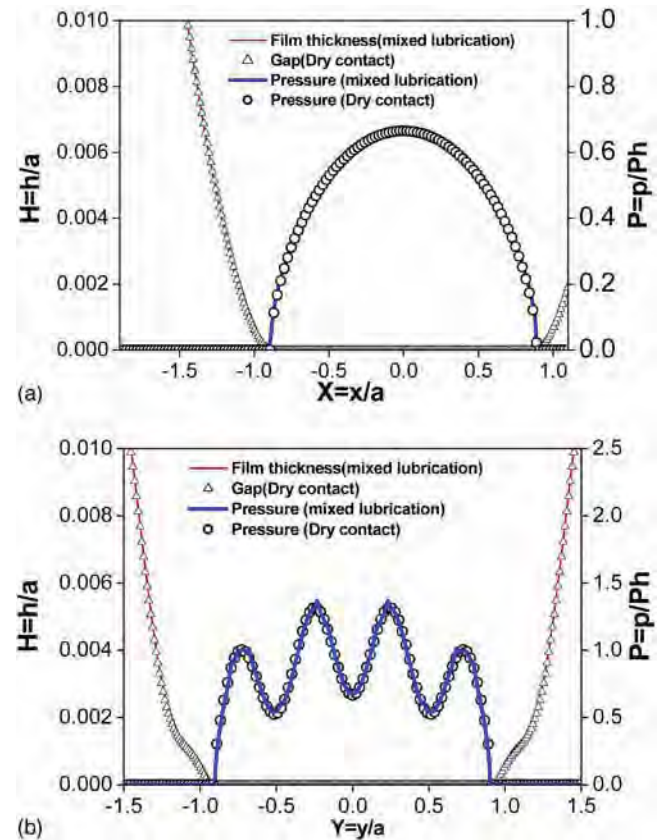 0.010
0.008
0.006
0.004
0.002
0.000
H=h/a
Film thickness(mixed lubrication)
Gap(Dry contact)
Pressure (mixed lubrication)
Pressure (Dry contact)
1.0
0.8
0.6
0.4
0.2
0.0
P=p/Ph
-1.5 -1.0 -0.5 0.0 0.5 1.0
X=x/a
(a)
0.010
0.008
0.006
0.004
0.002
0.000
H=h/a
Film thickness(mixed lubrication)
Gap(Dry contact)
Pressure (mixed lubrication)
Pressure (Dry contact)
2.5
2.0
1.5
1.0
0.5
0.0
P=p/Ph
-1.5 -1.0 -0.5 0.0 0.5 1.0 1.5
Y=y/a
(b)